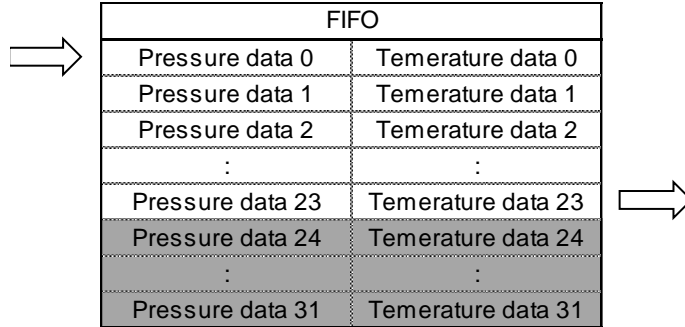 FIFO
Pressure data 0 Temerature data 0
Pressure data 1 Temerature data 1
Pressure data 2 Temerature data 2
: :
Pressure data 23 Temerature data 23
Pressure data 24 Temerature data 24
: :
Pressure data 31 Temerature data 31